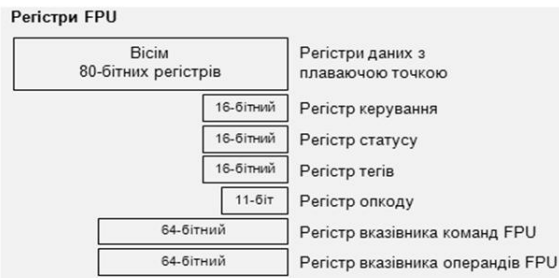 Регістри FPU
Вісім
80-бітних регістрів
Регістри даних з
плаваючою точкою
16-бітний
Регістр керування
16-бітний
Регістр статусу
16-бітний
Регістр тегів
11-біт
Регістр опкоду
64-бітний
Регістр вказівника команд FPU
64-бітний
Регістр вказівника операндів FPU